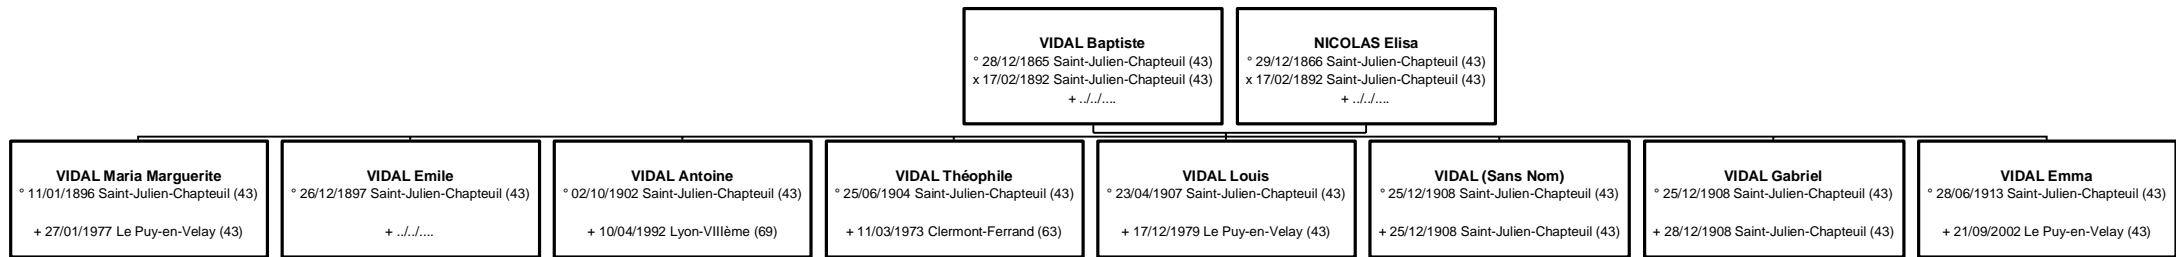 VIDAL Baptiste
° 28/12/1865 Saint-Julien-Chapteuil (43)
x 17/02/1892 Saint-Julien-Chapteuil (43)
+ ../../....
NICOLAS Elisa
° 29/12/1866 Saint-Julien-Chapteuil (43)
x 17/02/1892 Saint-Julien-Chapteuil (43)
+ ../../....
VIDAL Maria Marguerite
° 11/01/1896 Saint-Julien-Chapteuil (43)
+ 27/01/1977 Le Puy-en-Velay (43)
VIDAL Emile
° 26/12/1897 Saint-Julien-Chapteuil (43)
+ ../../....
VIDAL Antoine
° 02/10/1902 Saint-Julien-Chapteuil (43)
+ 10/04/1992 Lyon-VIIIème (69)
VIDAL Théophile
° 25/06/1904 Saint-Julien-Chapteuil (43)
+ 11/03/1973 Clermont-Ferrand (63)
VIDAL Louis
° 23/04/1907 Saint-Julien-Chapteuil (43)
+ 17/12/1979 Le Puy-en-Velay (43)
VIDAL (Sans Nom)
° 25/12/1908 Saint-Julien-Chapteuil (43)
+ 25/12/1908 Saint-Julien-Chapteuil (43)
VIDAL Gabriel
° 25/12/1908 Saint-Julien-Chapteuil (43)
+ 28/12/1908 Saint-Julien-Chapteuil (43)
VIDAL Emma
° 28/06/1913 Saint-Julien-Chapteuil (43)
+ 21/09/2002 Le Puy-en-Velay (43)